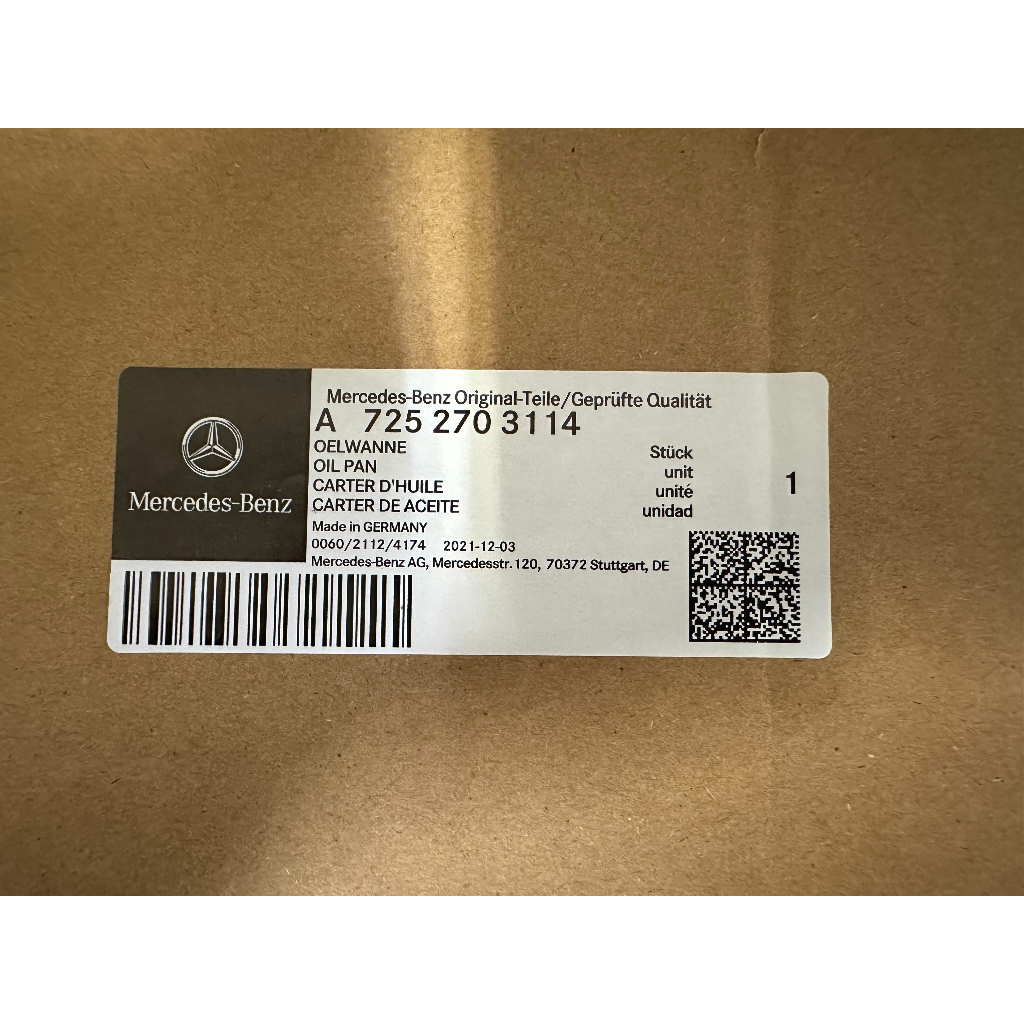 Mercedes-Benz
Mercedes-Benz Original-Teile/Geprüfte Qualität
A 725 270 3114
OELWANNE
OIL PAN
CARTER D'HUILE
CARTER DE ACEITE
Stück
unit
unité
unidad
1
Made in GERMANY
0060/2112/4174 2021-12-03
Mercedes-Benz AG, Mercedesstr. 120, 70372 Stuttgart, DE